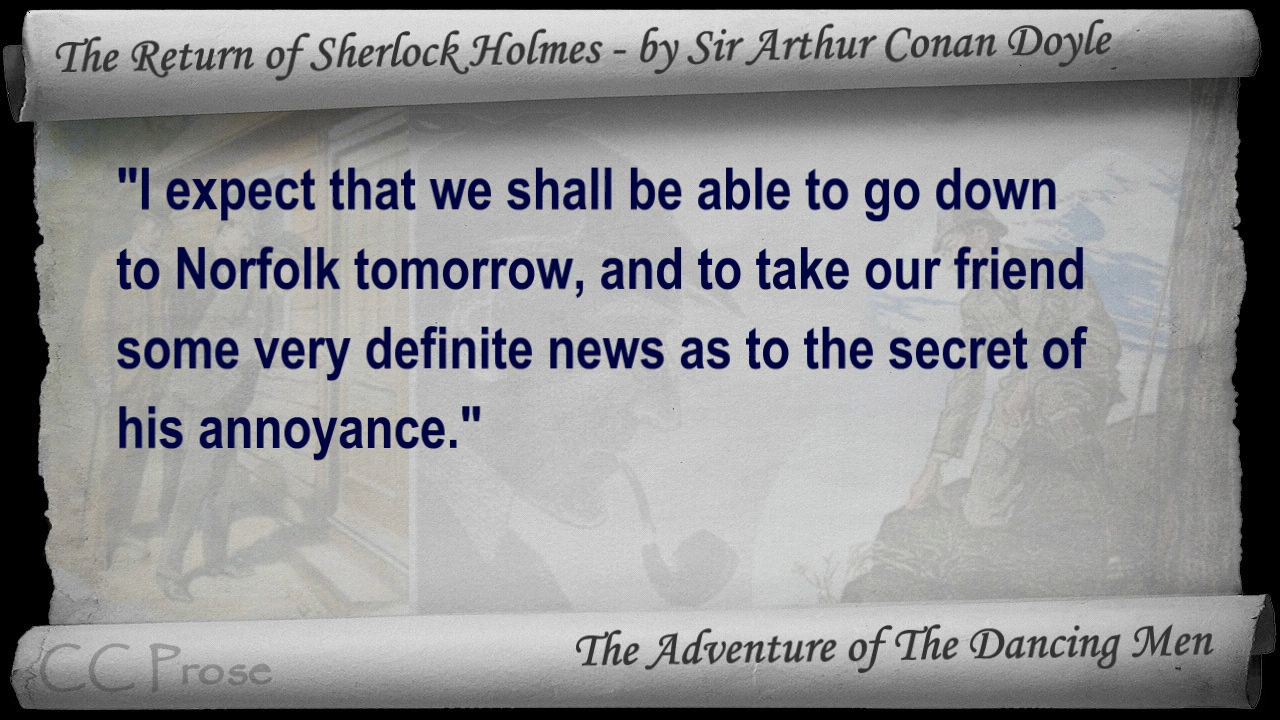 The Return of Sherlock Holmes - by Sir Arthur Conan Doyle
"I expect that we shall be able to go down
to Norfolk tomorrow, and to take our friend
some very definite news as to the secret of
his annoyance."
The Adventure of The Dancing Men
CC Prose